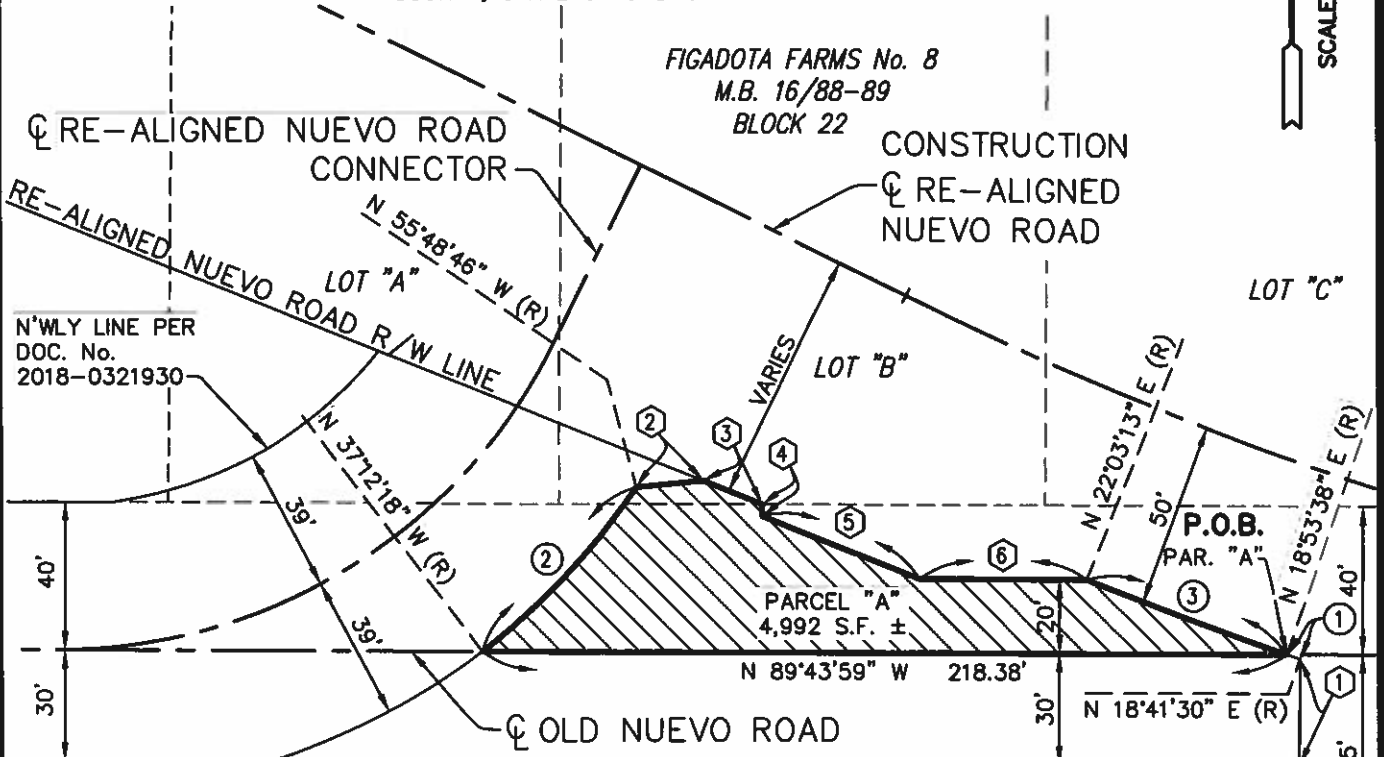 SCALE
FIGADOTA FARMS No. 8
M.B. 16/88-89
BLOCK 22
℄ RE-ALIGNED NUEVO ROAD
CONNECTOR
CONSTRUCTION
℄ RE-ALIGNED
NUEVO ROAD
RE-ALIGNED NUEVO ROAD R/W LINE
N 55°48'46" W (R)
LOT "A"
LOT "C"
N'WLY LINE PER
DOC. No.
2018-0321930
N 37°12'18" W (R)
VARIES
LOT "B"
N 22°03'13" E (R)
N 18°53'38" E (R)
2
3
4
5
6
50'
P.O.B.
PAR. "A"
39'
39'
40'
30'
2
PARCEL "A"
4,992 S.F. ±
20'
3
40'
1
N 89°43'59" W 218.38'
30'
N 18°41'30" E (R)
1
℄ OLD NUEVO ROAD